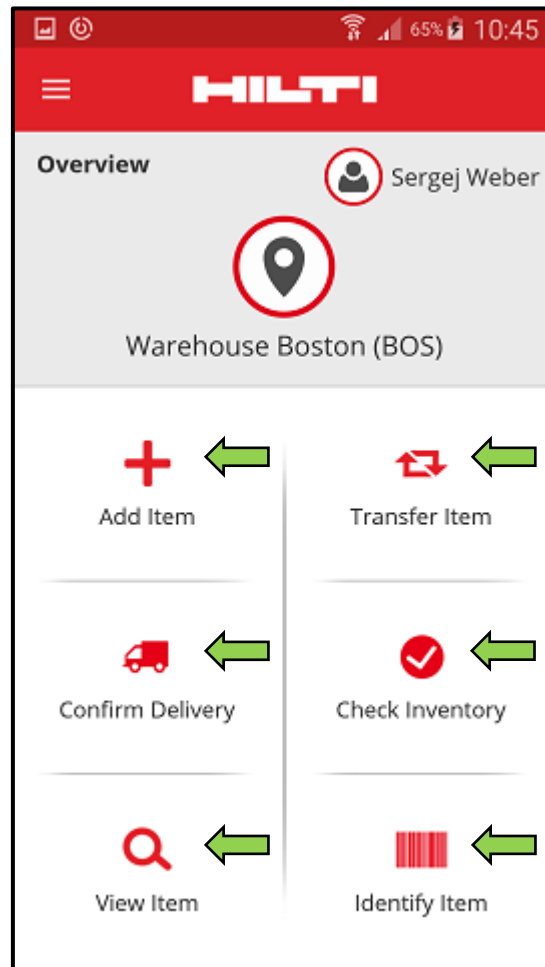 65% 10:45
HILTI
Overview
Sergej Weber
Warehouse Boston (BOS)
Add Item
Transfer Item
Confirm Delivery
Check Inventory
View Item
Identify Item